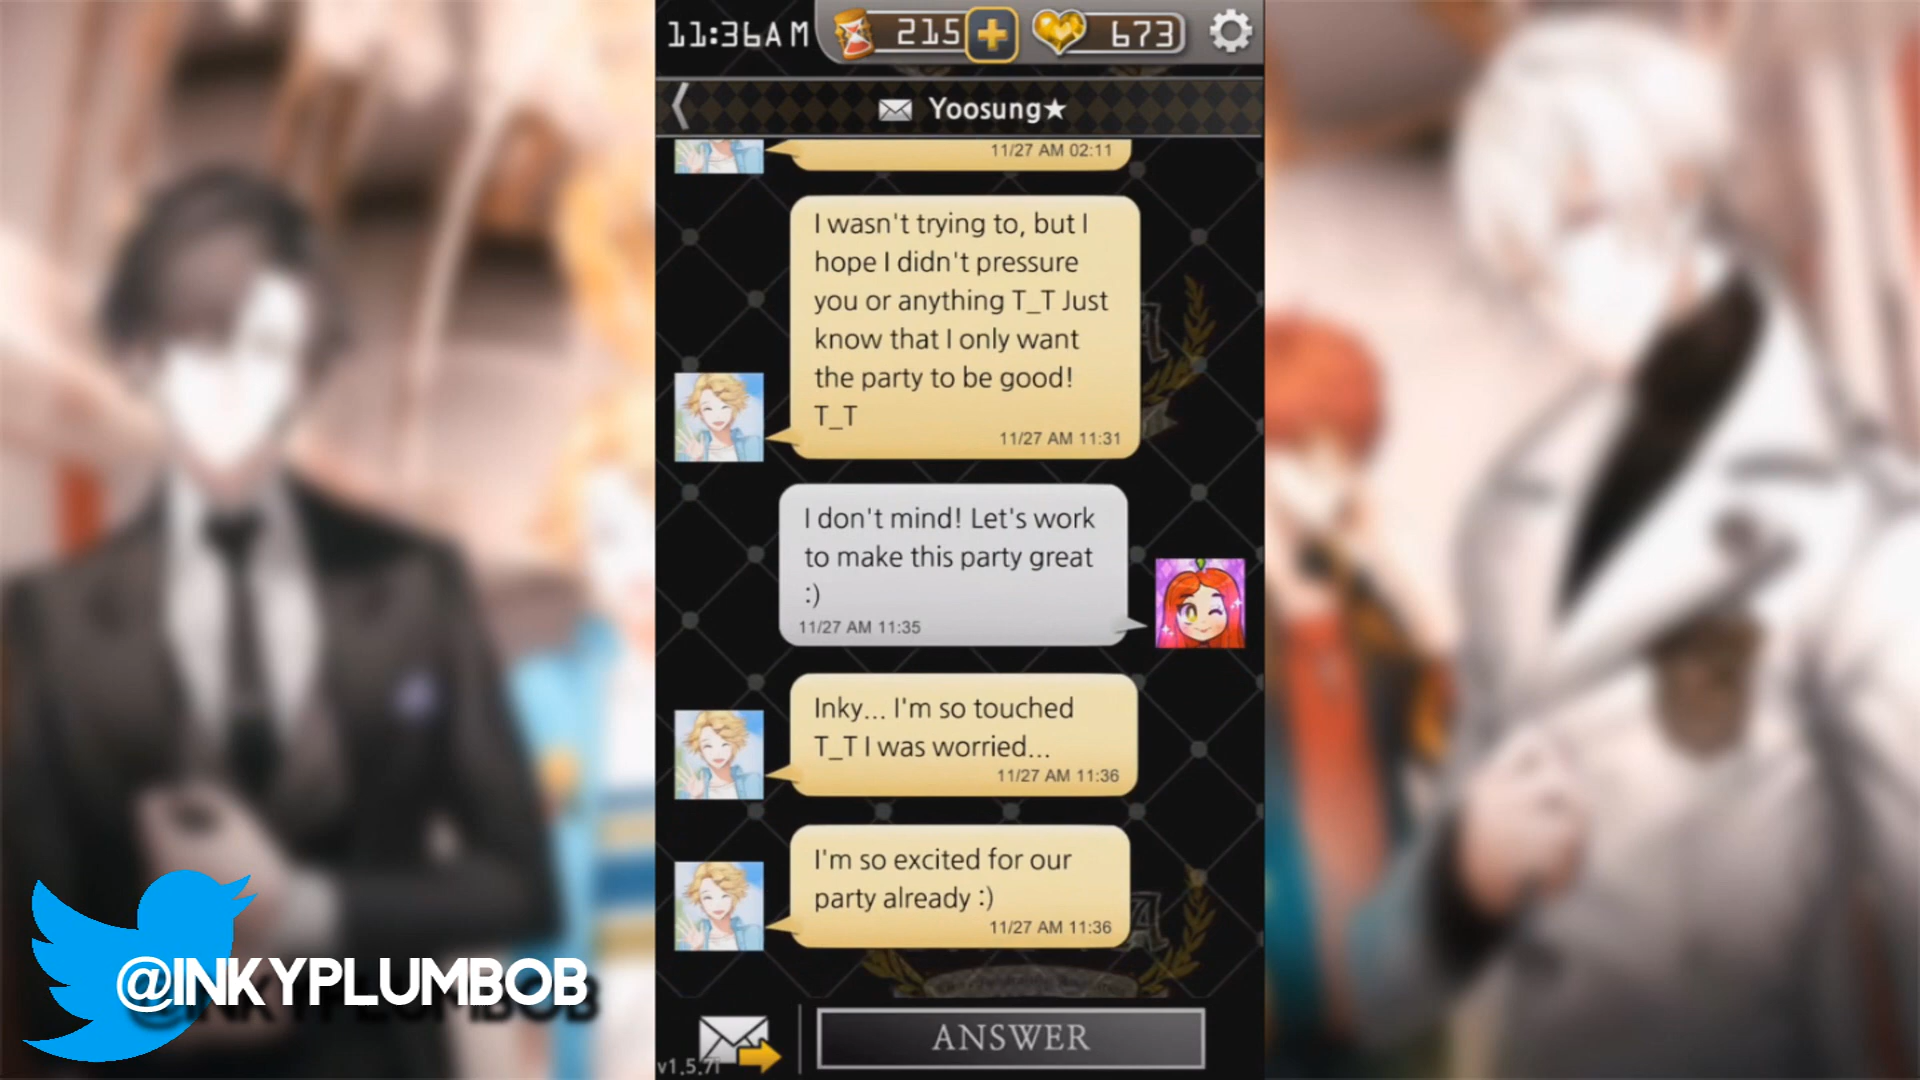 11:36AM
215
673
Yoosung★
11/27 AM 02:11
I wasn't trying to, but I
hope I didn't pressure
you or anything T_T Just
know that I only want
the party to be good!
T_T
11/27 AM 11:31
I don't mind! Let's work
to make this party great
:)
11/27 AM 11:35
Inky... I'm so touched
T_T I was worried...
11/27 AM 11:36
I'm so excited for our
party already :)
11/27 AM 11:36
ANSWER
@INKYPLUMBOB